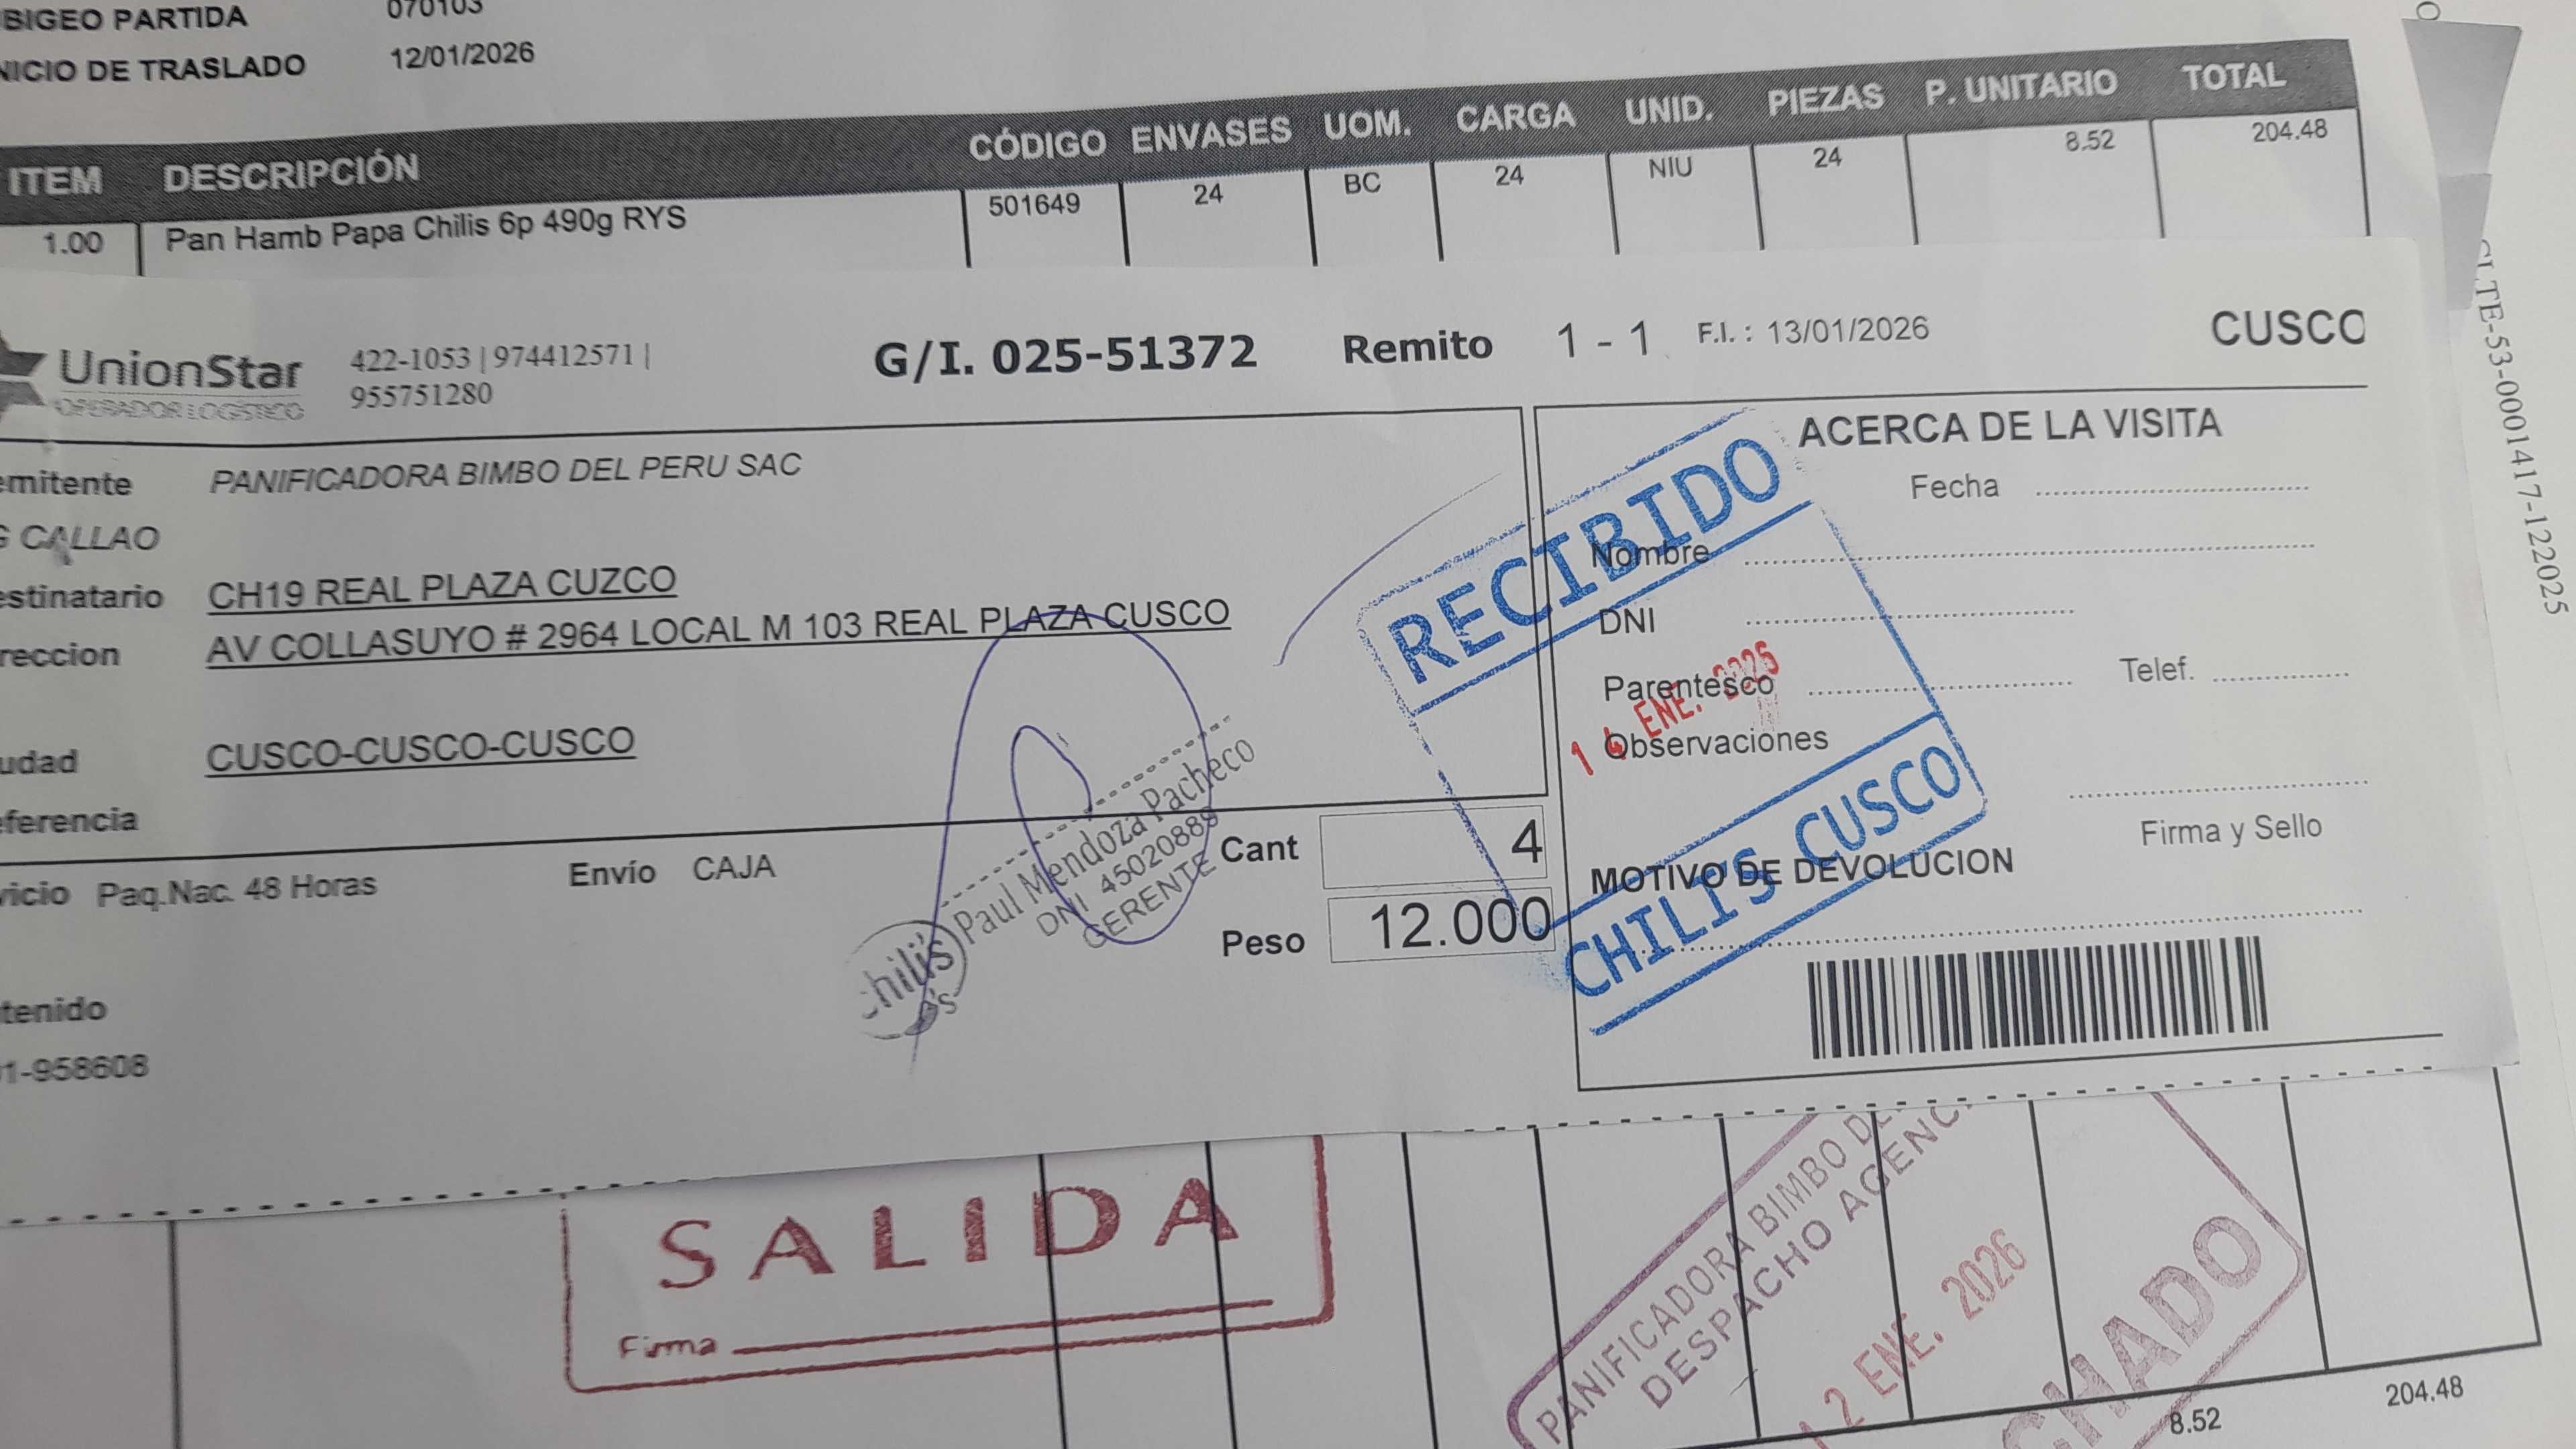 BIGEO PARTIDA 070103
NICIO DE TRASLADO 12/01/2026
ITEM DESCRIPCIÓN CÓDIGO ENVASES UOM. CARGA UNID. PIEZAS P. UNITARIO TOTAL
1.00 Pan Hamb Papa Chilis 6p 490g RYS 501649 24 BC 24 NIU 24 8.52 204.48
UnionStar
OPERADOR LOGÍSTICO
422-1053 | 974412571 |
955751280
G/I. 025-51372 Remito 1 - 1 F.I. : 13/01/2026 CUSCO
emitente PANIFICADORA BIMBO DEL PERU SAC
CALLAO
estinatario CH19 REAL PLAZA CUZCO
reccion AV COLLASUYO # 2964 LOCAL M 103 REAL PLAZA CUSCO
udad CUSCO-CUSCO-CUSCO
eferencia
vicio Paq.Nac. 48 Horas Envío CAJA
Cant 4
Peso 12.000
tenido
1-958608
Paul Mendoza Pacheco
DNI 45020889
GERENTE
hili's
ACERCA DE LA VISITA
Fecha
Nombre
DNI
Parentesco Telef.
Observaciones
Firma y Sello
MOTIVO DE DEVOLUCION
RECIBIDO
ENE.
CHILI'S CUSCO
TE-53-0001417-122025
SALIDA
Firma
PANIFICADORA BIMBO DE
DESPACHO AGENC
2 ENE. 2026
CHADO
8.52 204.48